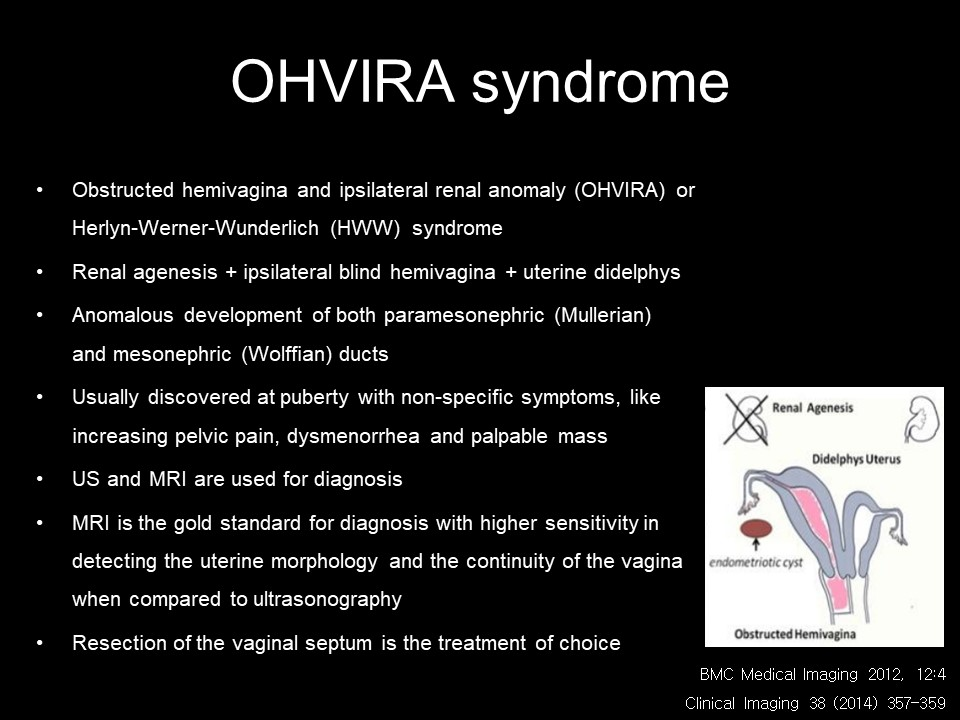 OHVIRA syndrome
• Obstructed hemivagina and ipsilateral renal anomaly (OHVIRA) or
Herlyn-Werner-Wunderlich (HWW) syndrome
• Renal agenesis + ipsilateral blind hemivagina + uterine didelphys
• Anomalous development of both paramesonephric (Mullerian)
and mesonephric (Wolffian) ducts
• Usually discovered at puberty with non-specific symptoms, like
increasing pelvic pain, dysmenorrhea and palpable mass
• US and MRI are used for diagnosis
• MRI is the gold standard for diagnosis with higher sensitivity in
detecting the uterine morphology and the continuity of the vagina
when compared to ultrasonography
• Resection of the vaginal septum is the treatment of choice
Renal Agenesis
Didelphys Uterus
endometriotic cyst
Obstructed Hemivagina
BMC Medical Imaging 2012, 12:4
Clinical Imaging 38 (2014) 357-359